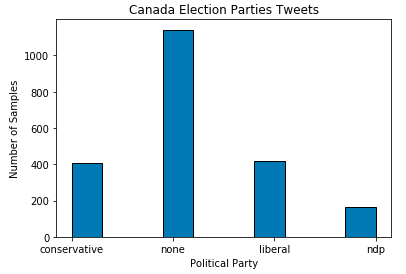 Canada Election Parties Tweets
Number of Samples
1000
800
600
400
200
0
conservative none liberal ndp
Political Party